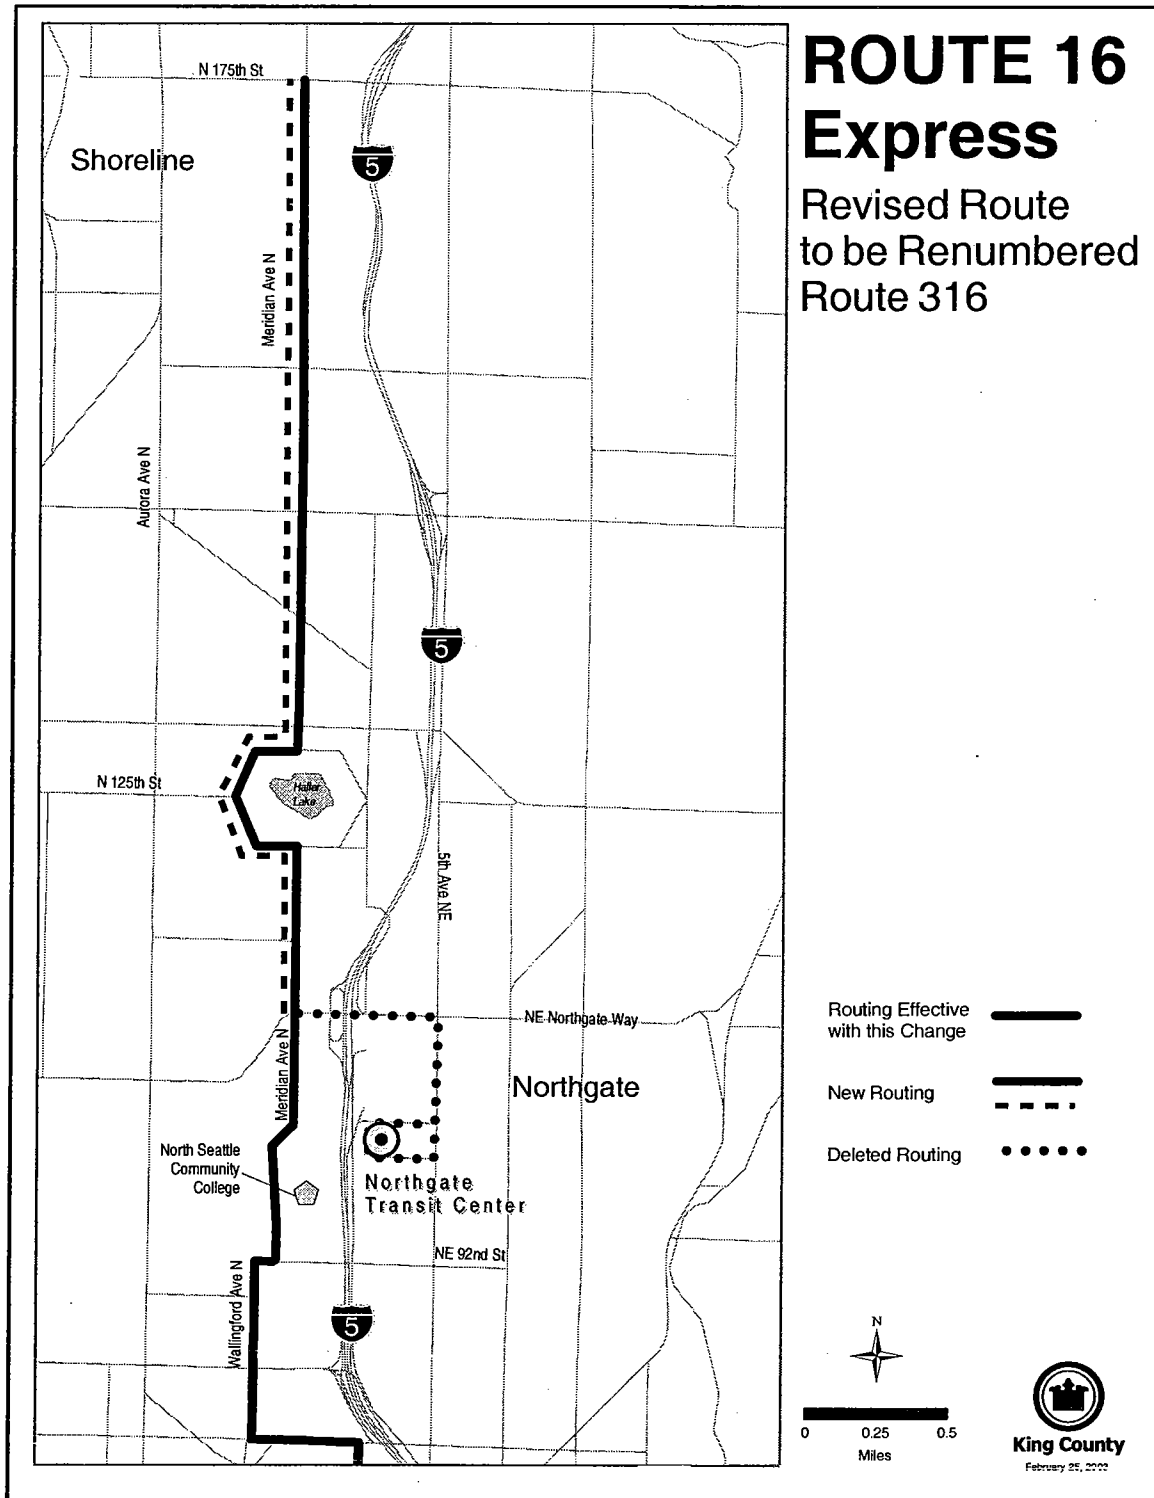 ROUTE 16
Express
Revised Route
to be Renumbered
Route 316
N 175th St
5
Shoreline
Meridian Ave N
Aurora Ave N
5
N 125th St
Haller
Lake
5th Ave NE
NE Northgate Way
Meridian Ave N
Northgate
North Seattle
Community
College
Northgate
Transit Center
NE 92nd St
Wallingford Ave N
5
Routing Effective
with this Change
New Routing
Deleted Routing
N
0 0.25 0.5
Miles
King County
February 25,